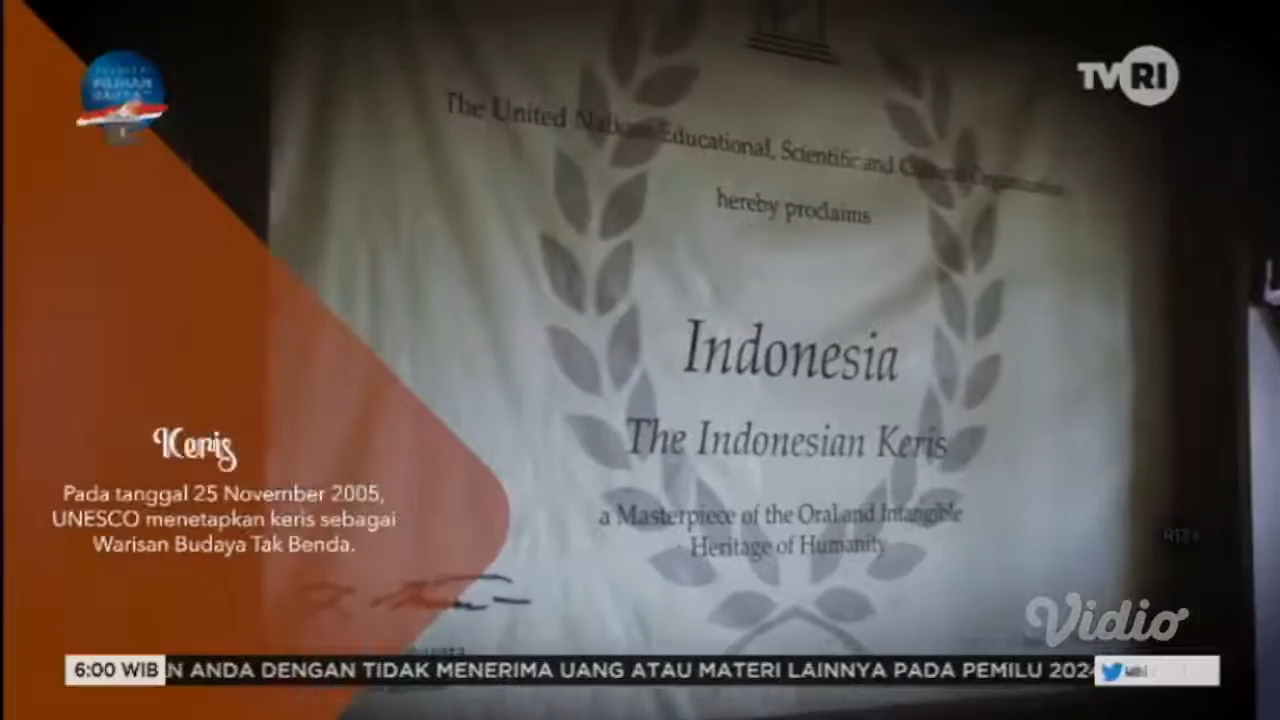 TVRI
The United Nations Educational, Scientific and Cultural Organization
hereby proclaims
Indonesia
The Indonesian Keris
a Masterpiece of the Oral and Intangible
Heritage of Humanity
Keris
Pada tanggal 25 November 2005,
UNESCO menetapkan keris sebagai
Warisan Budaya Tak Benda.
R13+
Vidio
6:00 WIB
N ANDA DENGAN TIDAK MENERIMA UANG ATAU MATERI LAINNYA PADA PEMILU 2024